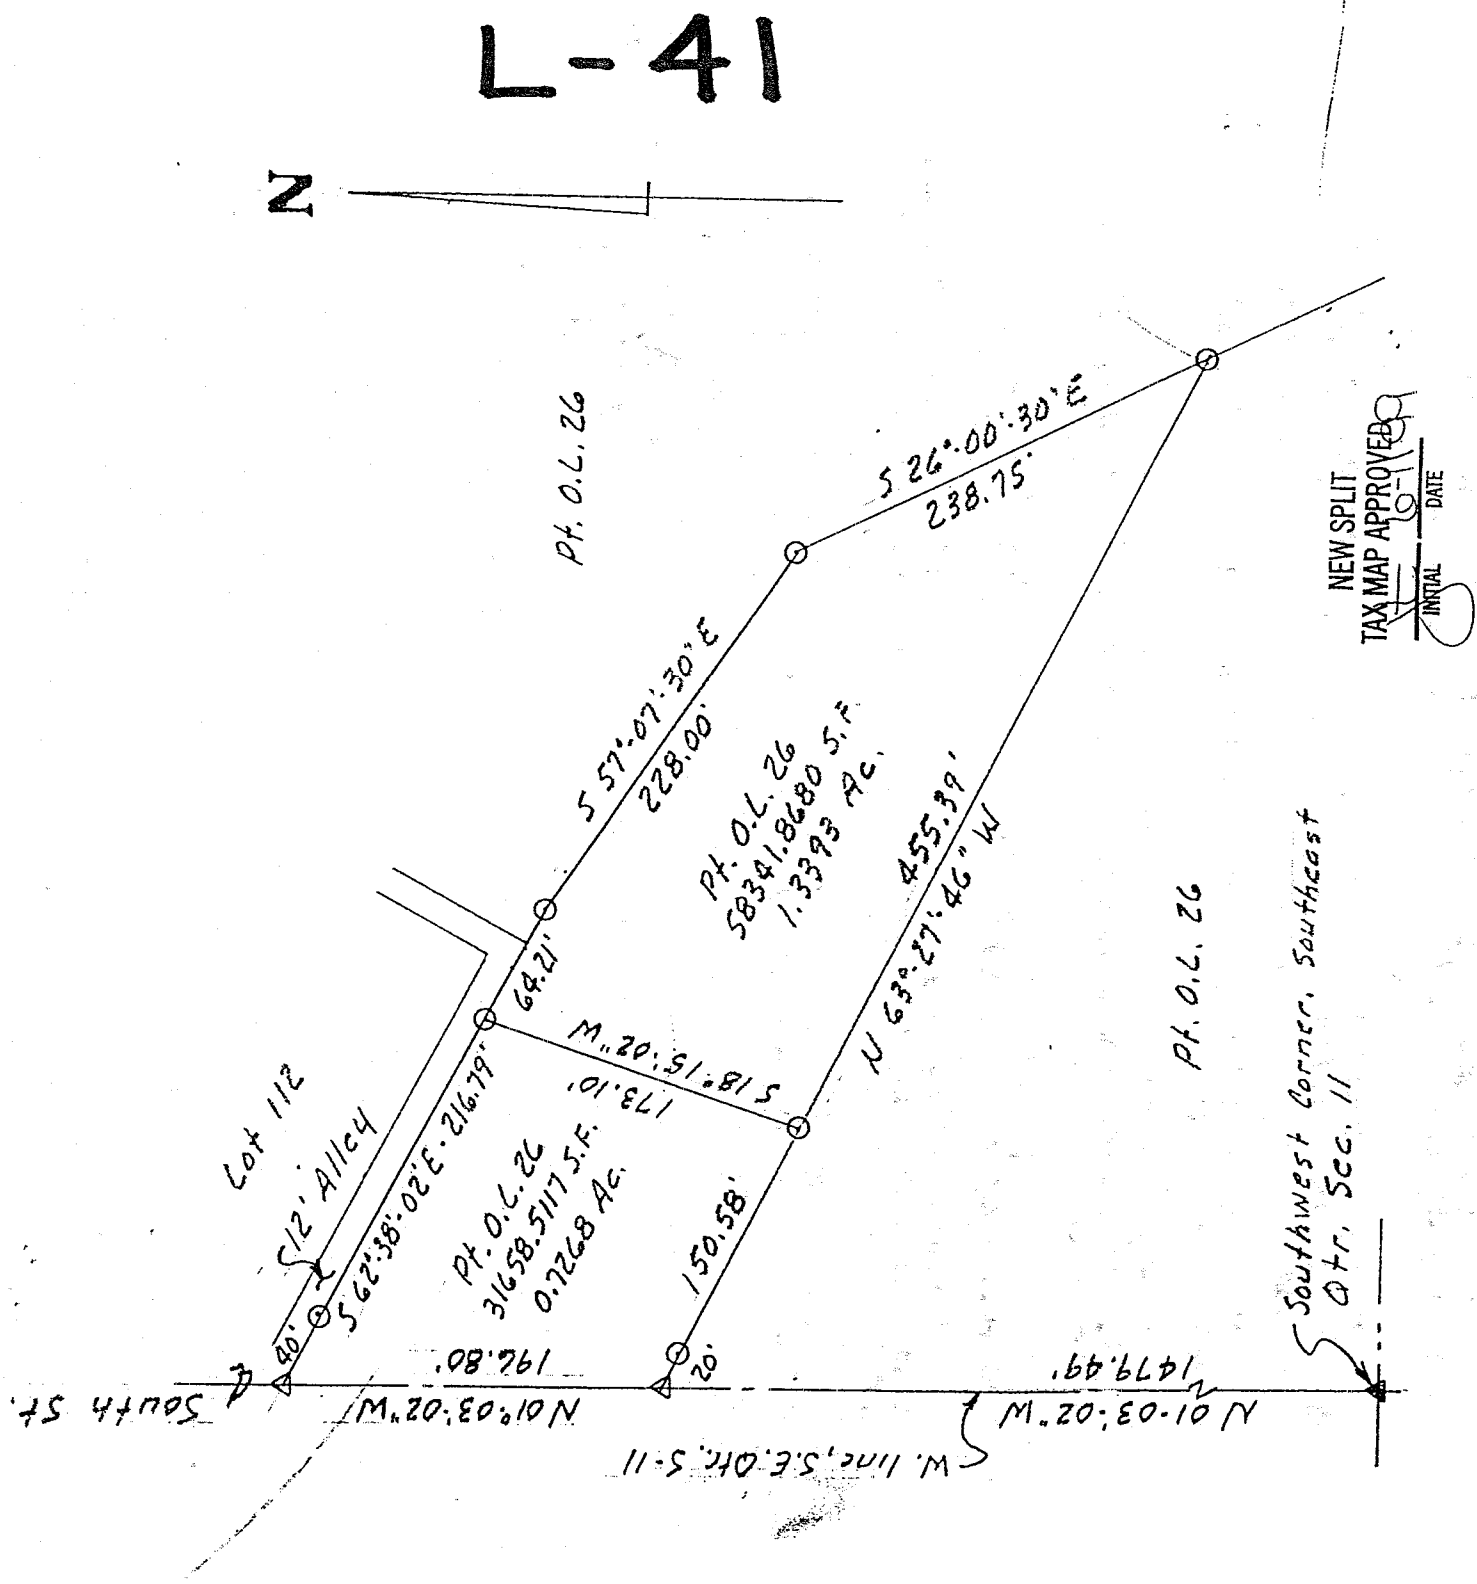 L-41
N
Pt. O.L. 26
S 26°-00'-30" E
238.75'
S 57°-07'-30" E
228.00'
Pt. O.L. 26
58341.8680 S.F.
1.3393 Ac.
64.21'
455.39'
N 63°-27'-46" W
S 18°-15'-02" W
173.10'
Lot 112
12' Alley
S 62°-38'-02" E - 216.79'
Pt. O.L. 26
31658.5117 S.F.
0.7268 Ac.
150.58'
40'
20'
South St.
196.80'
N 01°-03'-02" W
1479.49'
N 01-03'-02" W
W. line, S.E. Qtr. S-11
Pt. O.L. 26
Southwest Corner, Southeast
Qtr. Sec. 11
NEW SPLIT
TAX MAP APPROVED
INITIAL DATE